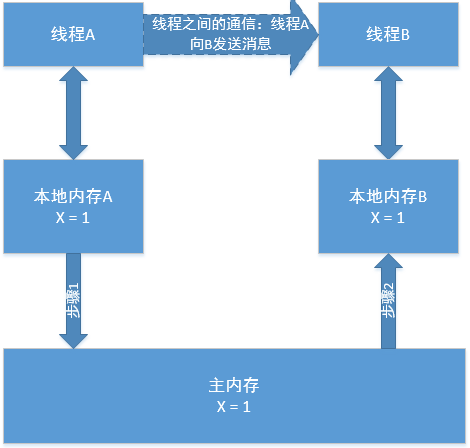 线程A
线程之间的通信：线程A
向B发送消息
线程B
本地内存A
X = 1
本地内存B
X = 1
步骤1
步骤2
主内存
X = 1